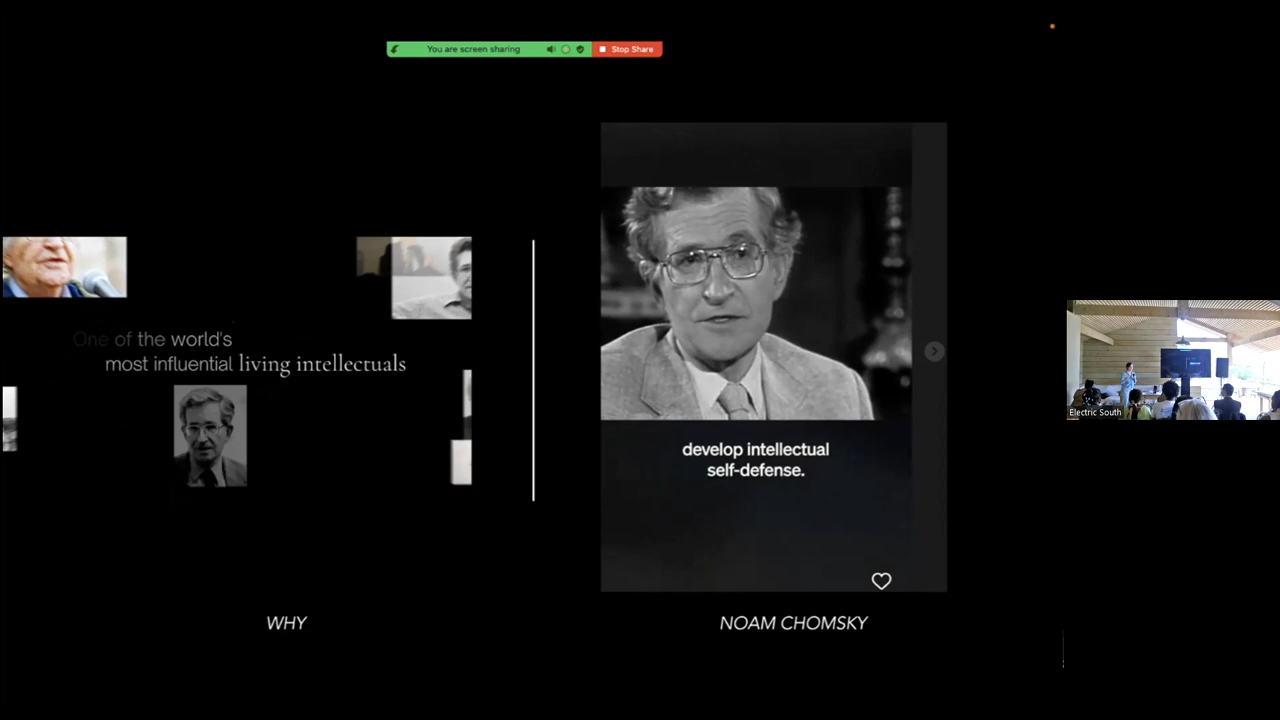 You are screen sharing
Stop Share
One of the world's
most influential living intellectuals
develop intellectual
self-defense.
Electric South
WHY
NOAM CHOMSKY